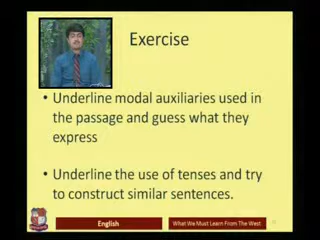 Exercise
• Underline modal auxiliaries used in
the passage and guess what they
express
• Underline the use of tenses and try
to construct similar sentences.
English
What We Must Learn From The West